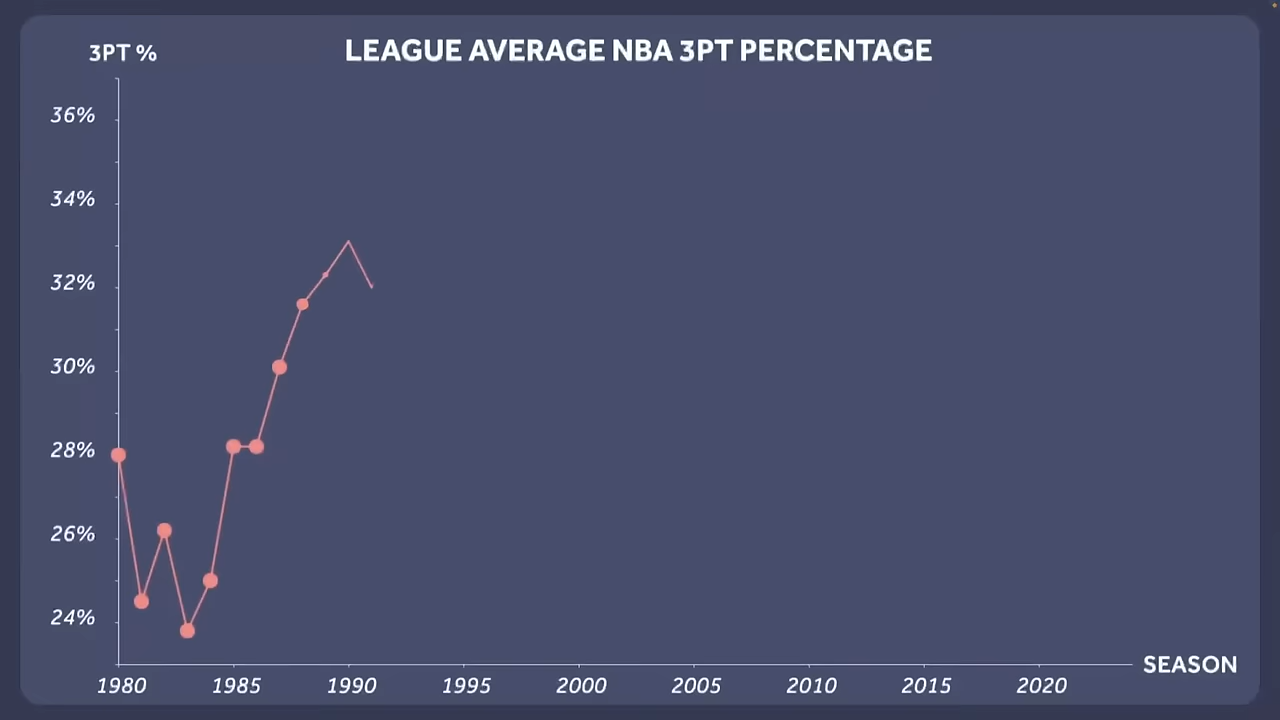 LEAGUE AVERAGE NBA 3PT PERCENTAGE
3PT %
36%
34%
32%
30%
28%
26%
24%
1980 1985 1990 1995 2000 2005 2010 2015 2020
SEASON